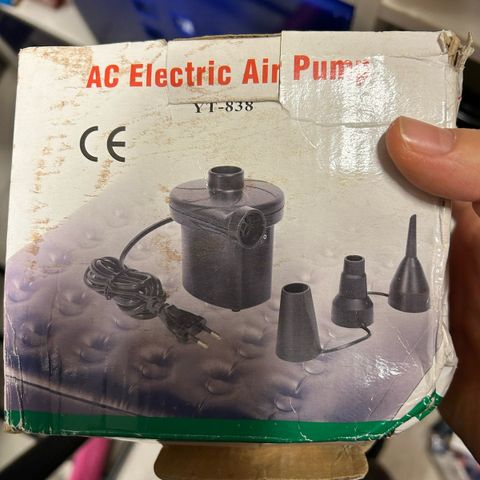 AC Electric Air Pump
YT-838
CE